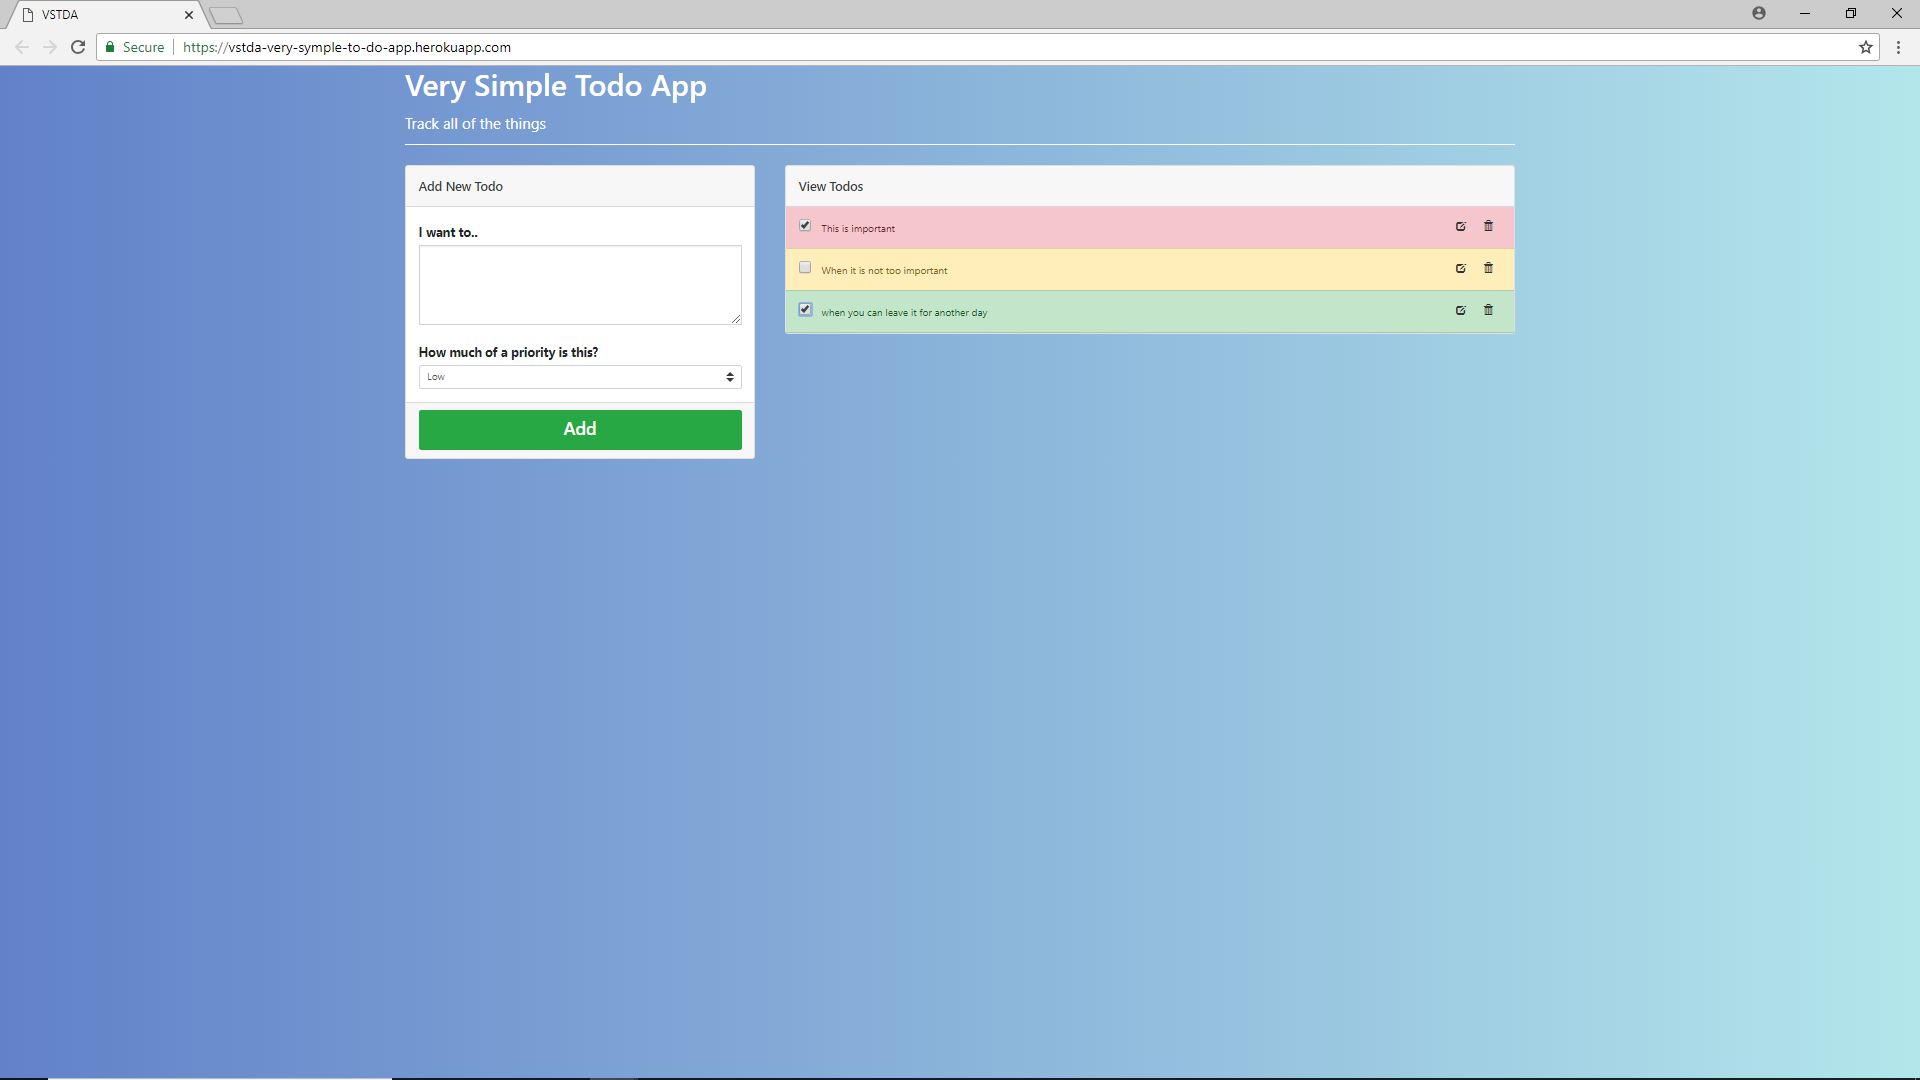 VSTDA
Secure
https://vstda-very-symple-to-do-app.herokuapp.com
Very Simple Todo App
Track all of the things
Add New Todo
I want to..
How much of a priority is this?
Low
Add
View Todos
This is important
When it is not too important
when you can leave it for another day